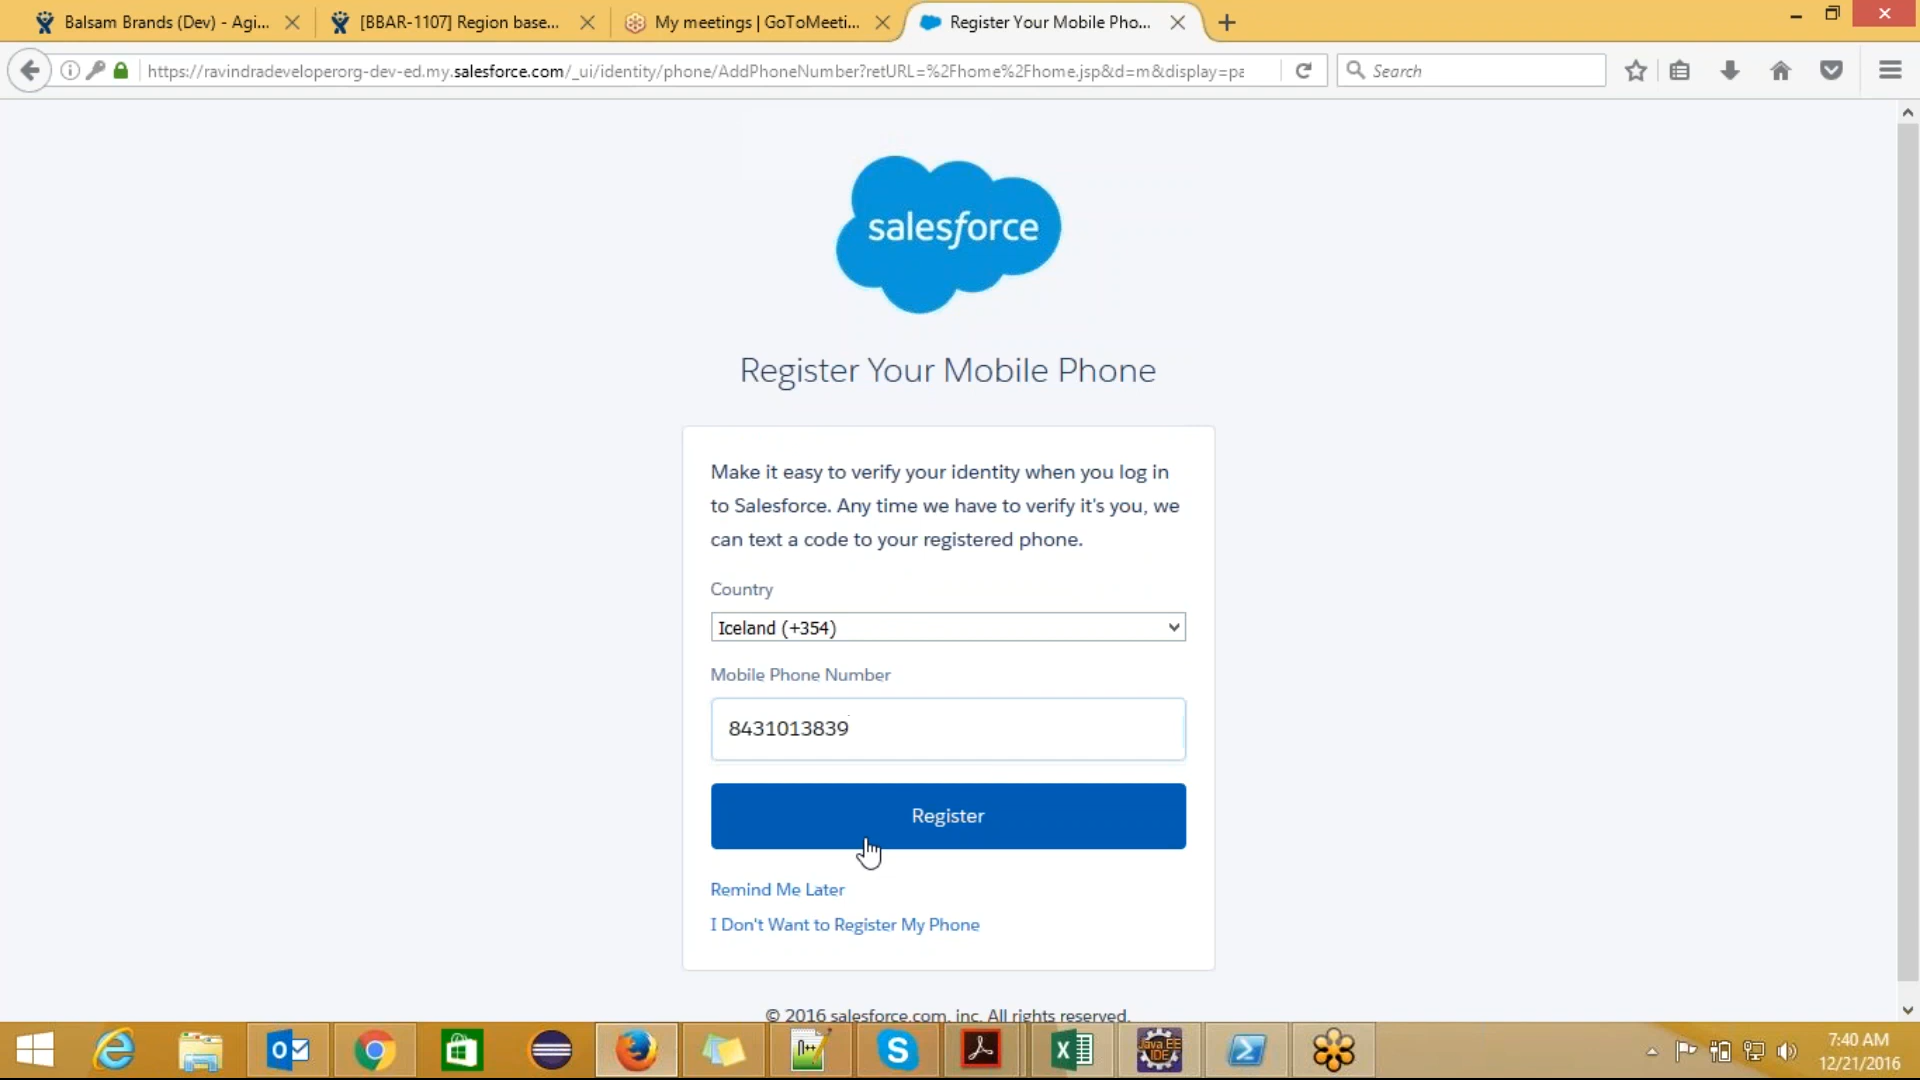 Balsam Brands (Dev) - Agi...
[BBAR-1107] Region base...
My meetings | GoToMeeti...
Register Your Mobile Pho...
https://ravindradeveloperorg-dev-ed.my.salesforce.com/_ui/identity/phone/AddPhoneNumber?retURL=%2Fhome%2Fhome.jsp&d=m&display=pa
Search
salesforce
Register Your Mobile Phone
Make it easy to verify your identity when you log in
to Salesforce. Any time we have to verify it's you, we
can text a code to your registered phone.
Country
Iceland (+354)
Mobile Phone Number
8431013839
Register
Remind Me Later
I Don't Want to Register My Phone
© 2016 salesforce.com, inc. All rights reserved.
Java EE
IDE
7:40 AM
12/21/2016